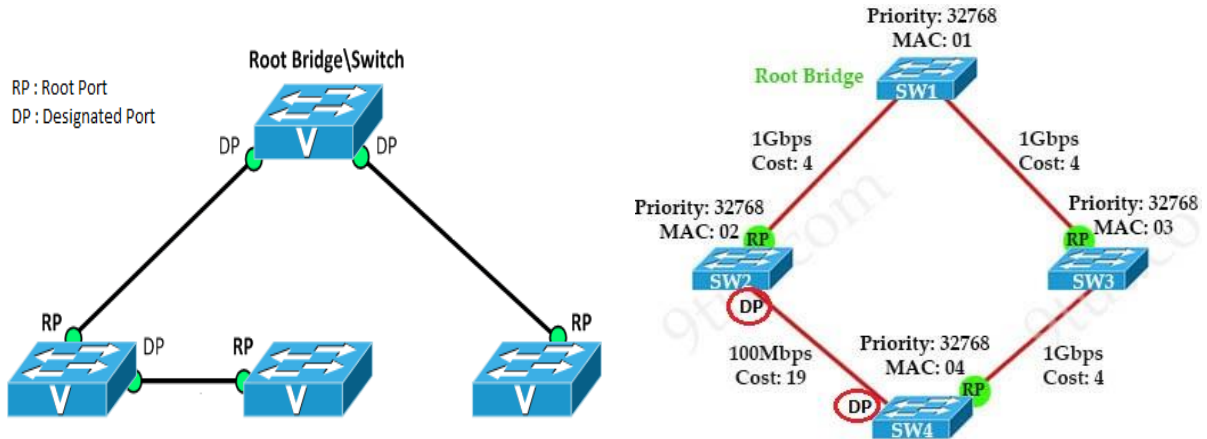 Root Bridge\Switch
RP : Root Port
DP : Designated Port
DP
DP
RP
DP
RP
RP
Priority: 32768
MAC: 01
Root Bridge
SW1
1Gbps
Cost: 4
1Gbps
Cost: 4
Priority: 32768
MAC: 02
RP
SW2
DP
Priority: 32768
MAC: 03
RP
SW3
100Mbps
Cost: 19
Priority: 32768
MAC: 04
1Gbps
Cost: 4
DP
RP
SW4